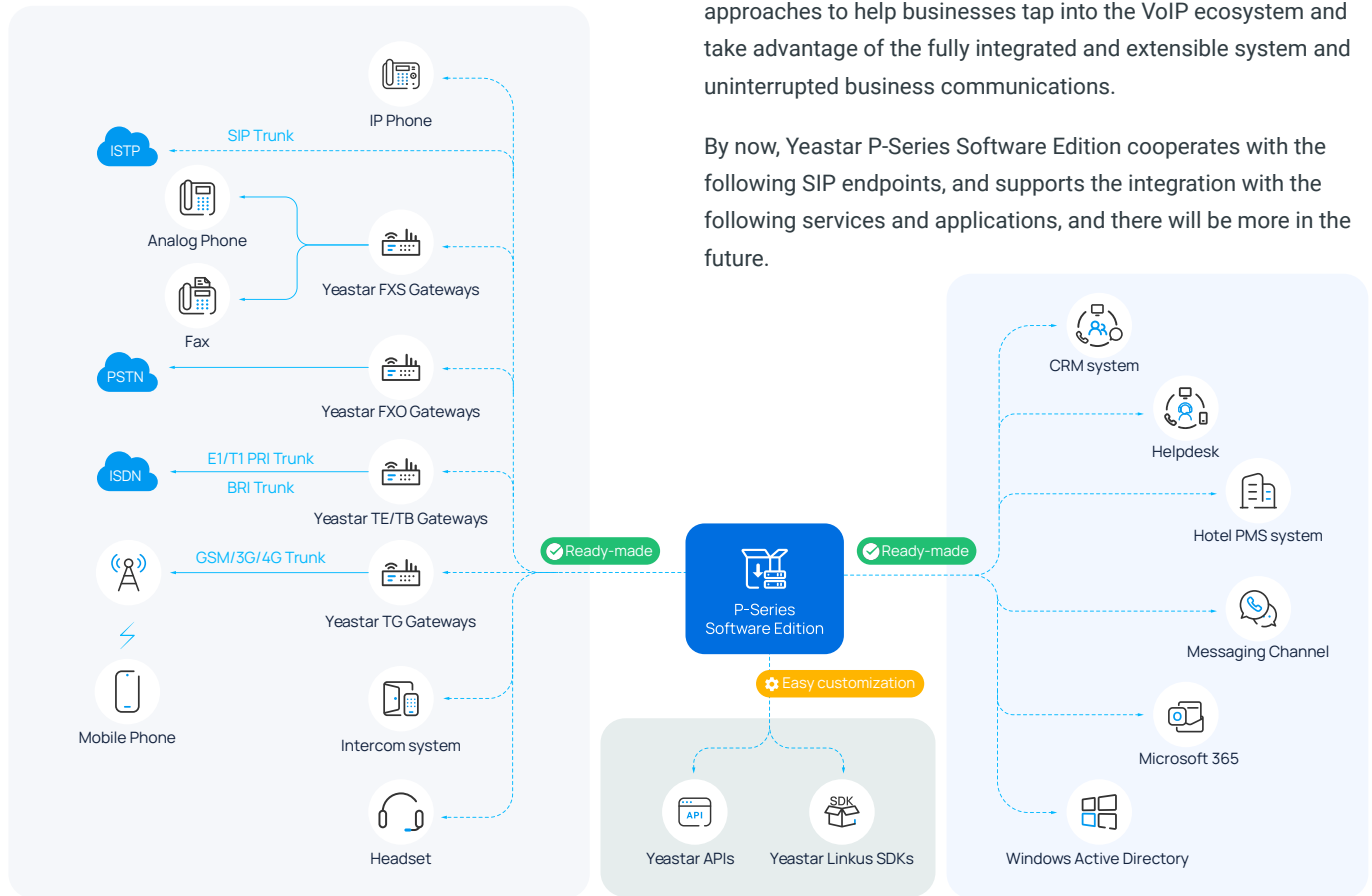 approaches to help businesses tap into the VoIP ecosystem and
take advantage of the fully integrated and extensible system and
uninterrupted business communications.
By now, Yeastar P-Series Software Edition cooperates with the
following SIP endpoints, and supports the integration with the
following services and applications, and there will be more in the
future.
IP Phone
ISTP
SIP Trunk
Analog Phone
Yeastar FXS Gateways
Fax
PSTN
Yeastar FXO Gateways
ISDN
E1/T1 PRI Trunk
BRI Trunk
Yeastar TE/TB Gateways
GSM/3G/4G Trunk
Yeastar TG Gateways
Mobile Phone
Intercom system
Headset
Ready-made
P-Series
Software Edition
Ready-made
Easy customization
API
Yeastar APIs
SDK
Yeastar Linkus SDKs
CRM system
Helpdesk
Hotel PMS system
Messaging Channel
O
Microsoft 365
Windows Active Directory